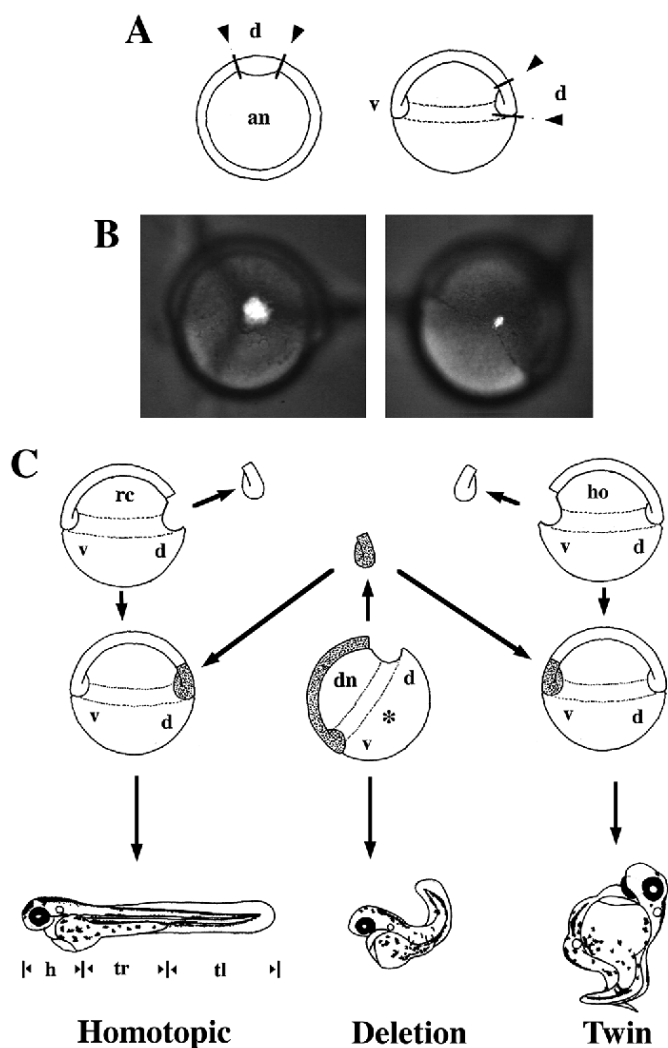 A
d
an
v
d
B
C
rc
v d
ho
v d
v d
dn
d
*
v
v d
h tr tl
Homotopic Deletion Twin